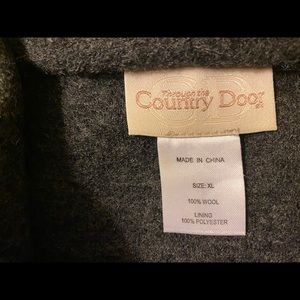 Through the
Country Door
MADE IN CHINA
SIZE: XL
100% WOOL
LINING
100% POLYESTER